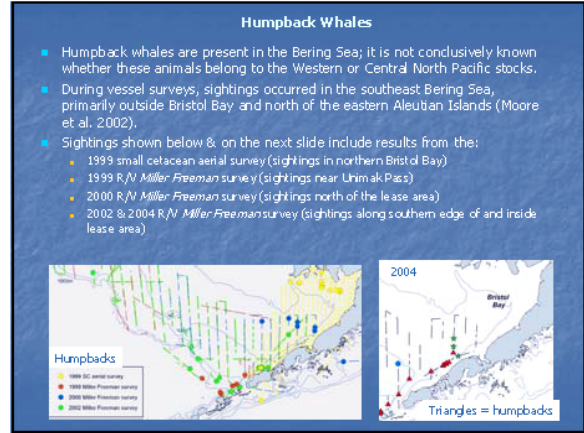 Humpback Whales
Humpback whales are present in the Bering Sea; it is not conclusively known
whether these animals belong to the Western or Central North Pacific stocks.
During vessel surveys, sightings occurred in the southeast Bering Sea,
primarily outside Bristol Bay and north of the eastern Aleutian Islands (Moore
et al. 2002).
Sightings shown below & on the next slide include results from the:
1999 small cetacean aerial survey (sightings in northern Bristol Bay)
1999 R/V Miller Freeman survey (sightings near Unimak Pass)
2000 R/V Miller Freeman survey (sightings north of the lease area)
2002 & 2004 R/V Miller Freeman survey (sightings along southern edge of and inside
lease area)
Humpbacks
1999 SC aerial survey
1999 Miller Freeman survey
2000 Miller Freeman survey
2002 Miller Freeman survey
2004
Bristol
Bay
Triangles = humpbacks